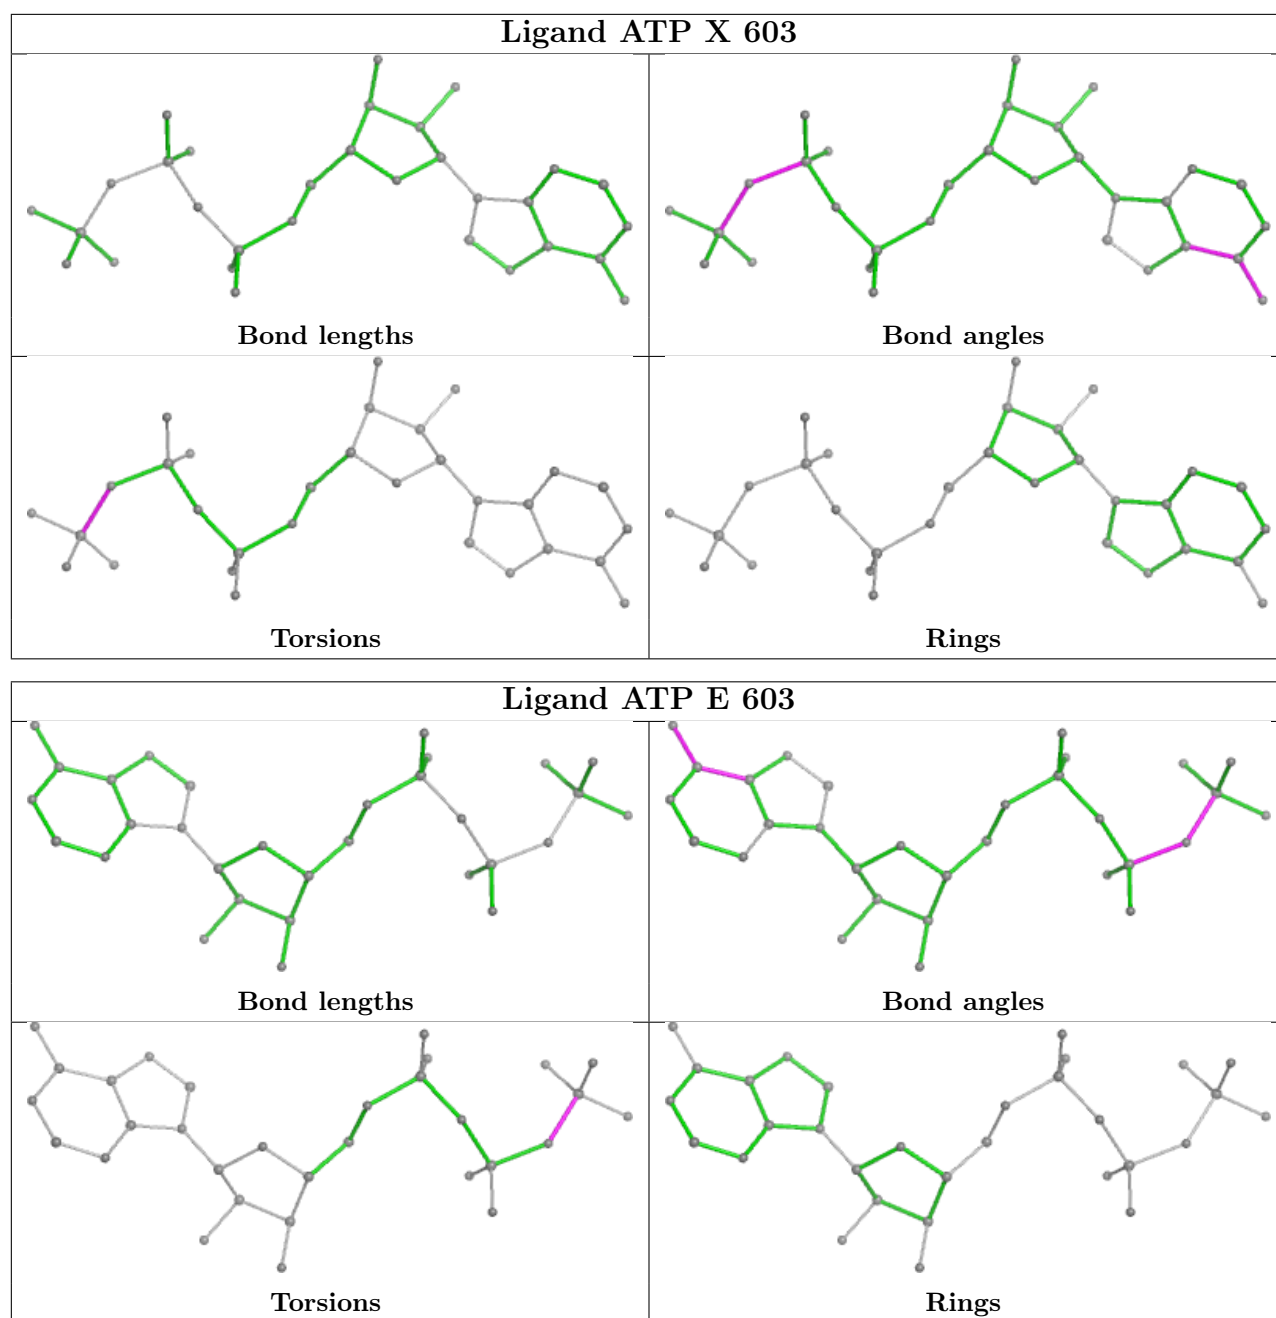 Ligand ATP X 603
Bond lengths
Bond angles
Torsions
Rings
Ligand ATP E 603
Bond lengths
Bond angles
Torsions
Rings